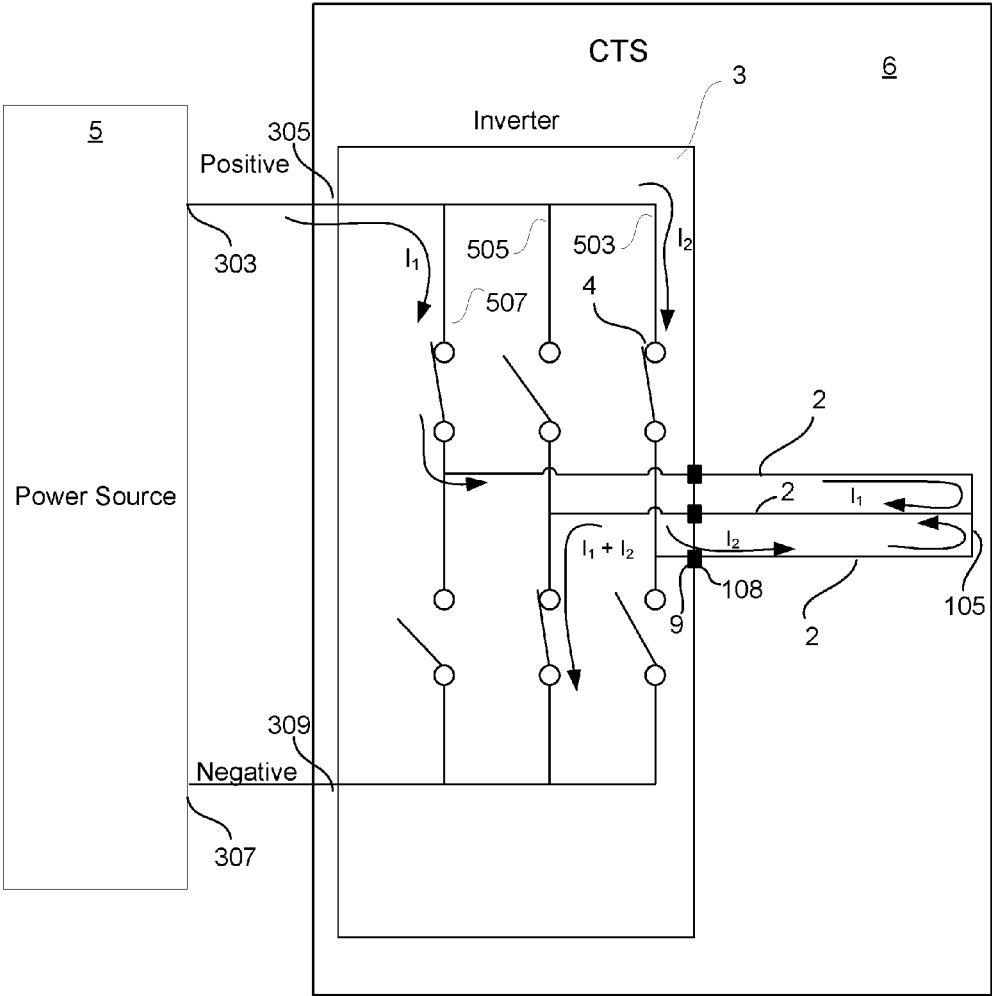 CTS
6
3
Inverter
5
305
Positive
303
505
503
I1
I2
507
4
2
Power Source
I1
2
I1 + I2
I2
9
108
105
2
309
Negative
307